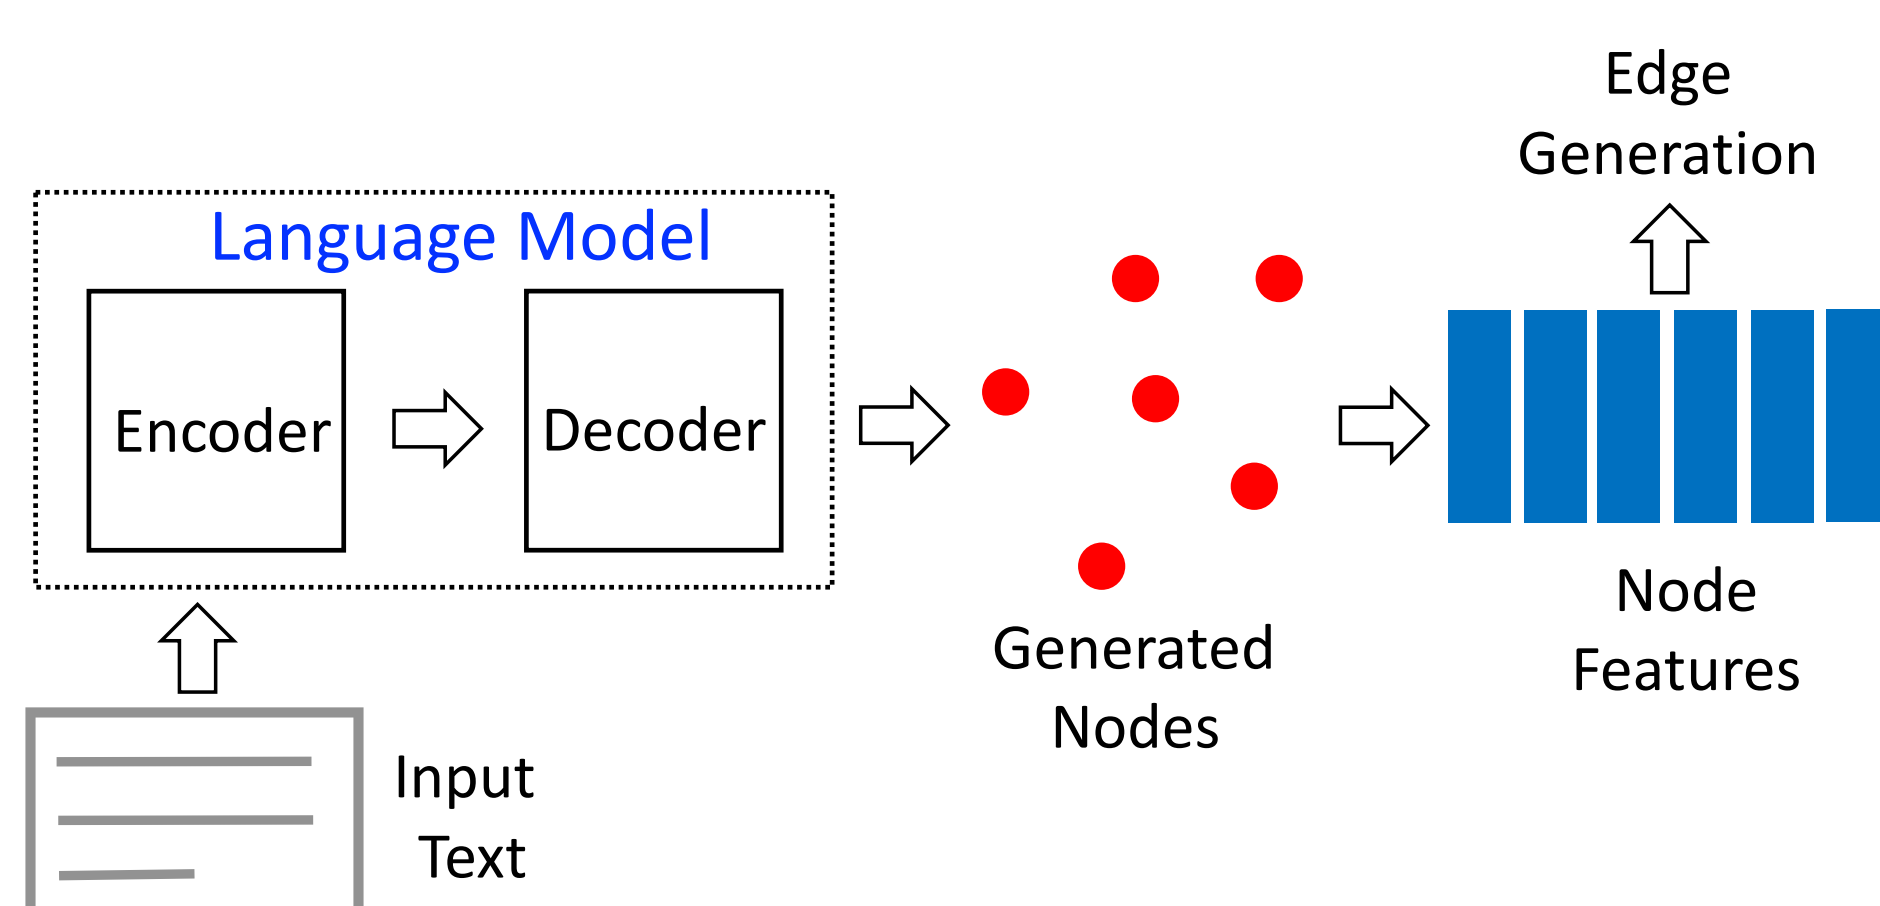 Language Model
Encoder
Decoder
Input
Text
Generated
Nodes
Edge
Generation
Node
Features